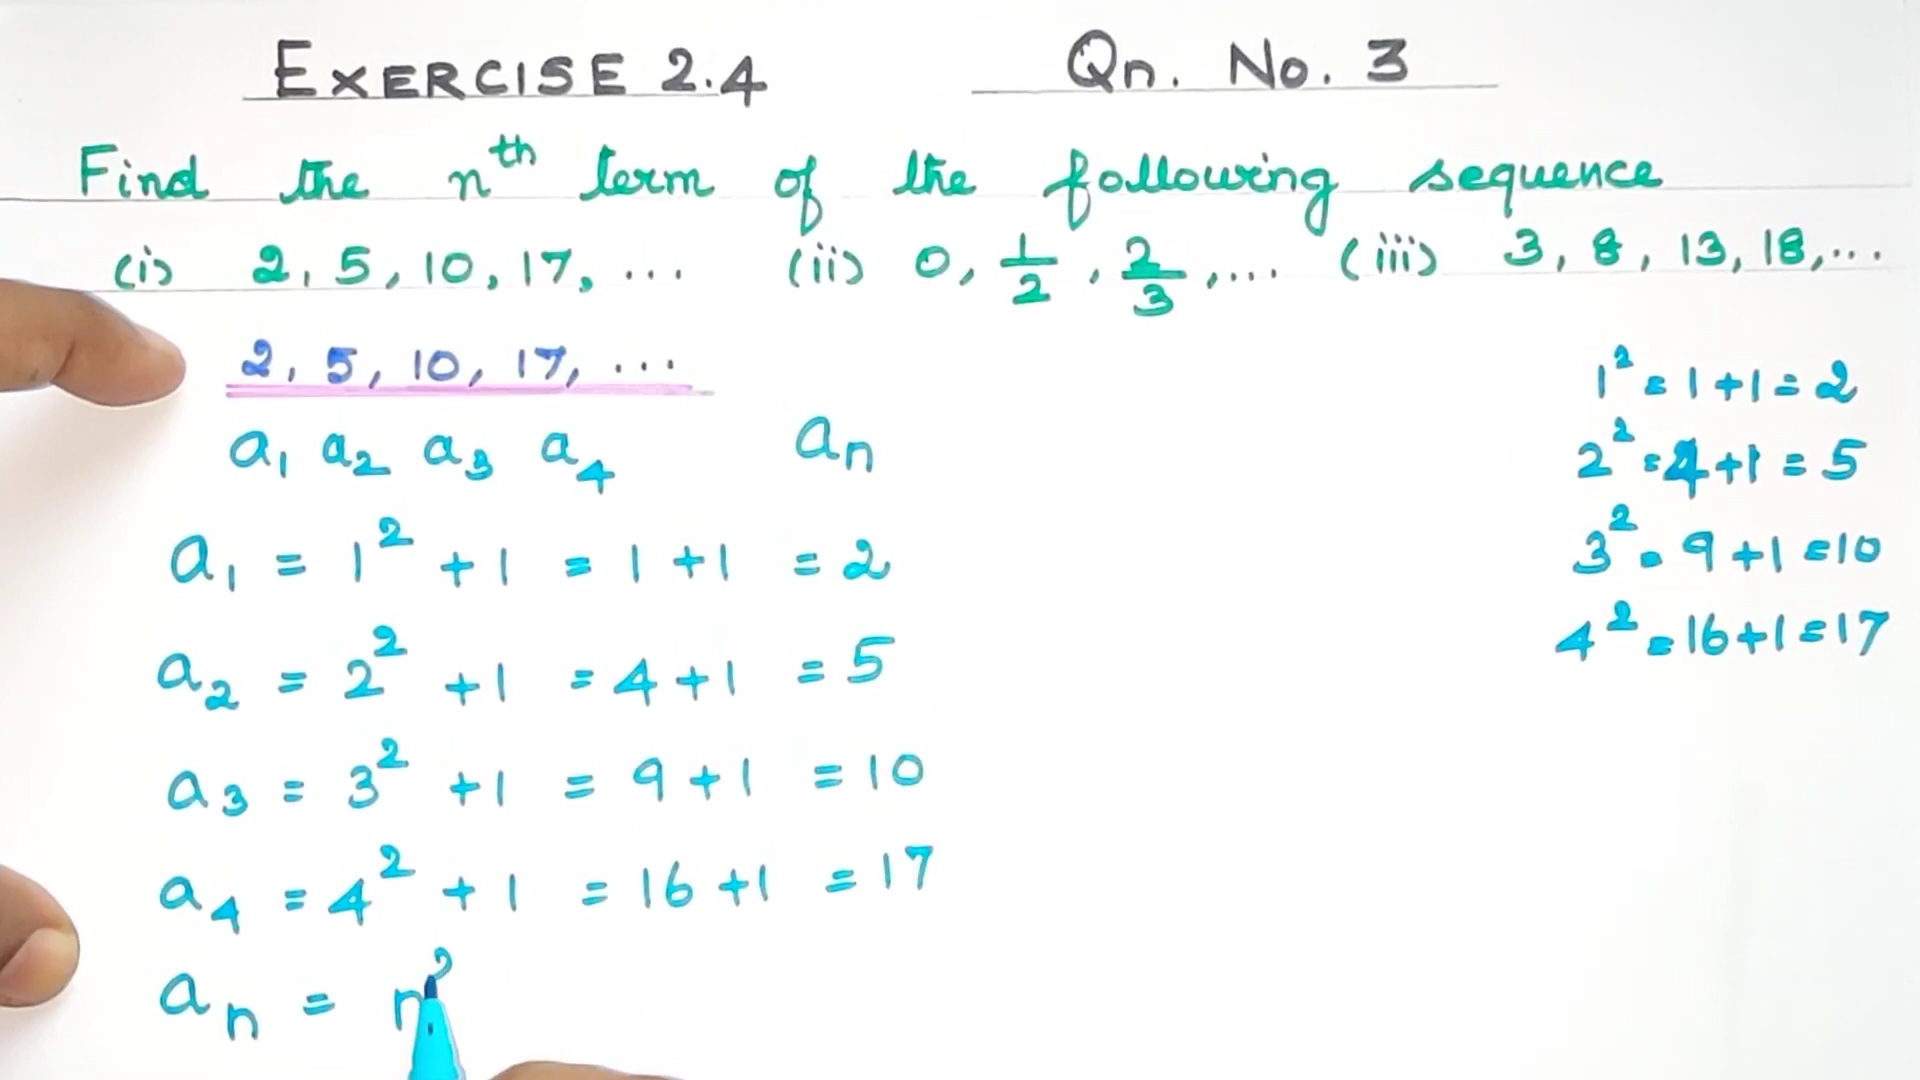 EXERCISE 2.4 Qn. No. 3
Find the nᵗʰ term of the following sequence
(i) 2, 5, 10, 17, ... (ii) 0, 1/2, 2/3, .... (iii) 3, 8, 13, 18, ...
2, 5, 10, 17, ...
a₁ a₂ a₃ a₄ aₙ
1² = 1 + 1 = 2
2² = 4 + 1 = 5
3² = 9 + 1 = 10
4² = 16 + 1 = 17
a₁ = 1² + 1 = 1 + 1 = 2
a₂ = 2² + 1 = 4 + 1 = 5
a₃ = 3² + 1 = 9 + 1 = 10
a₄ = 4² + 1 = 16 + 1 = 17
aₙ = n²